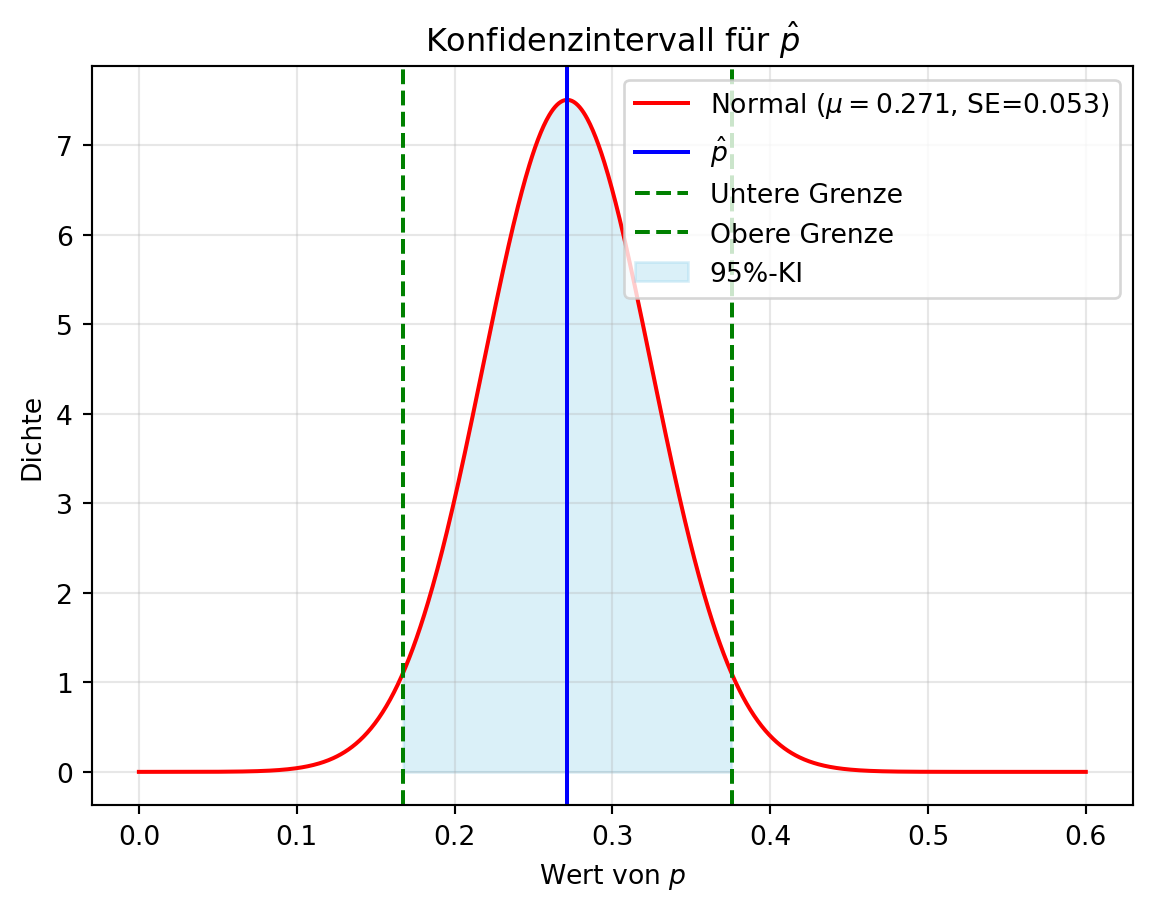 Konfidenzintervall für p̂
Normal (μ = 0.271, SE=0.053)
p̂
Untere Grenze
Obere Grenze
95%-KI
Dichte
7
6
5
4
3
2
1
0
0.0 0.1 0.2 0.3 0.4 0.5 0.6
Wert von p